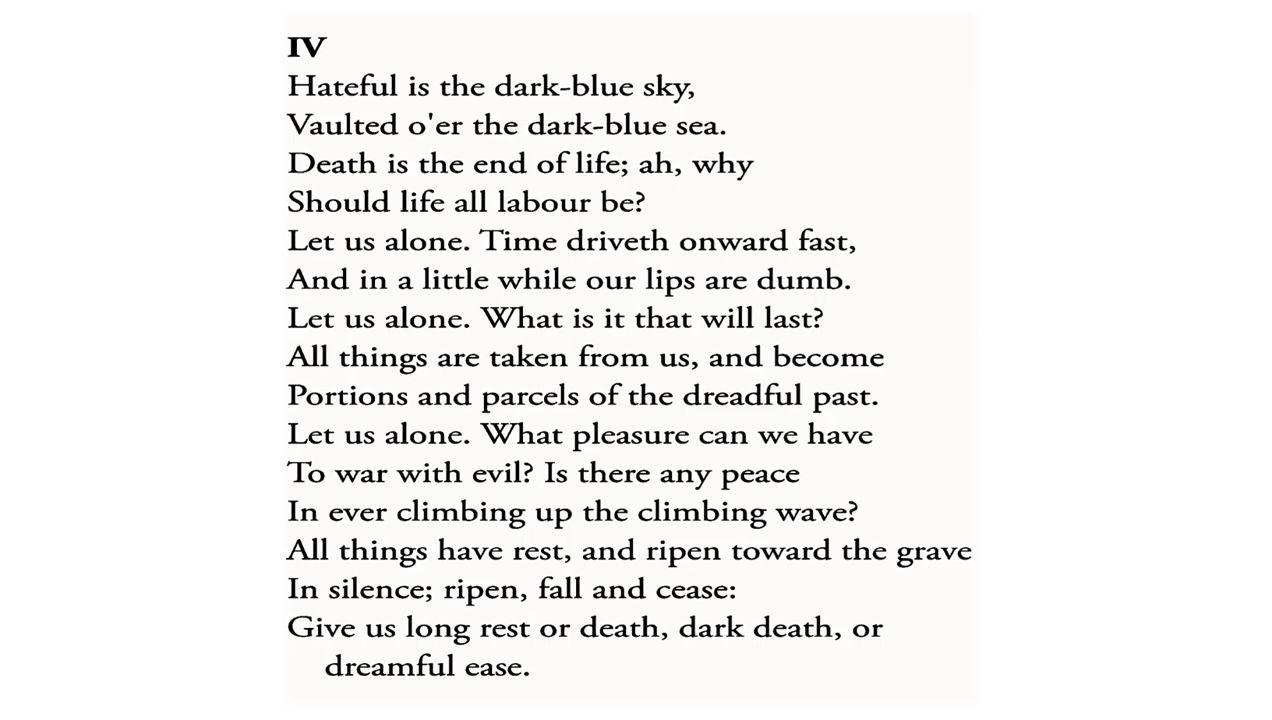 IV
Hateful is the dark-blue sky,
Vaulted o'er the dark-blue sea.
Death is the end of life; ah, why
Should life all labour be?
Let us alone. Time driveth onward fast,
And in a little while our lips are dumb.
Let us alone. What is it that will last?
All things are taken from us, and become
Portions and parcels of the dreadful past.
Let us alone. What pleasure can we have
To war with evil? Is there any peace
In ever climbing up the climbing wave?
All things have rest, and ripen toward the grave
In silence; ripen, fall and cease:
Give us long rest or death, dark death, or
dreamful ease.